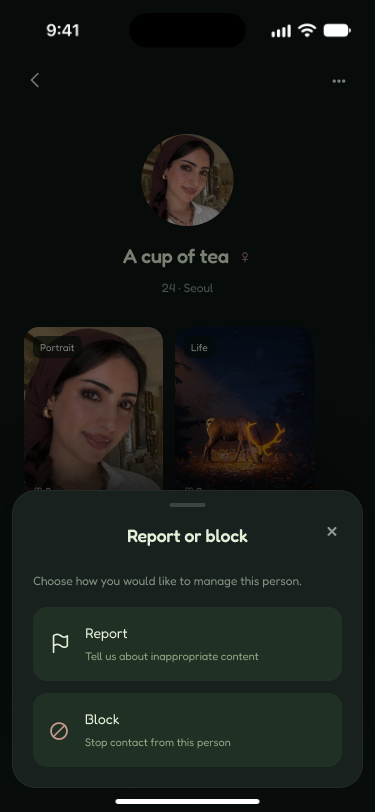 9:41
A cup of tea ♀
24 · Seoul
Portrait
Life
Report or block
Choose how you would like to manage this person.
Report
Tell us about inappropriate content
Block
Stop contact from this person